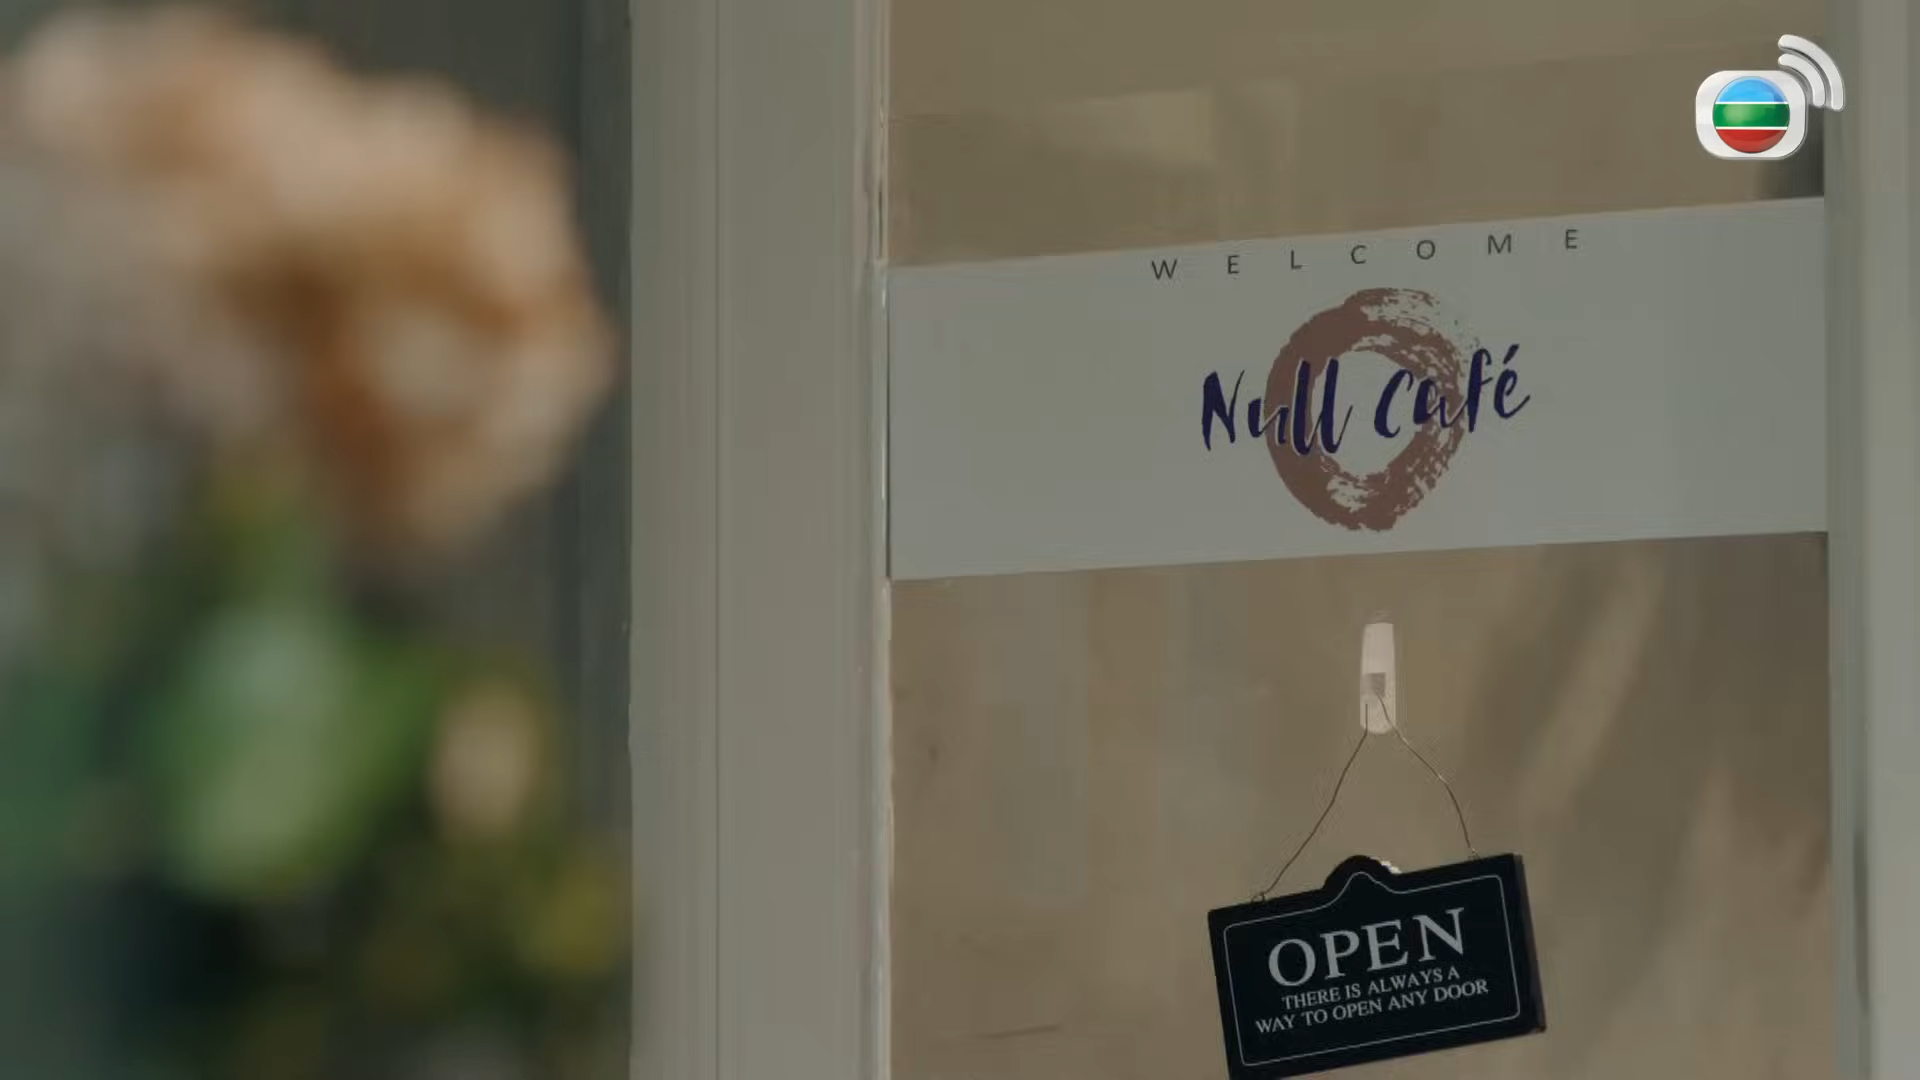 WELCOME
Null Café
OPEN
THERE IS ALWAYS A
WAY TO OPEN ANY DOOR